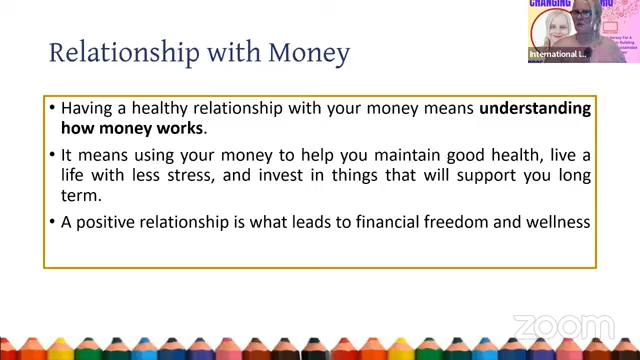 CHANGING
International L...
Relationship with Money
• Having a healthy relationship with your money means understanding
how money works.
• It means using your money to help you maintain good health, live a
life with less stress, and invest in things that will support you long
term.
• A positive relationship is what leads to financial freedom and wellness
zoom